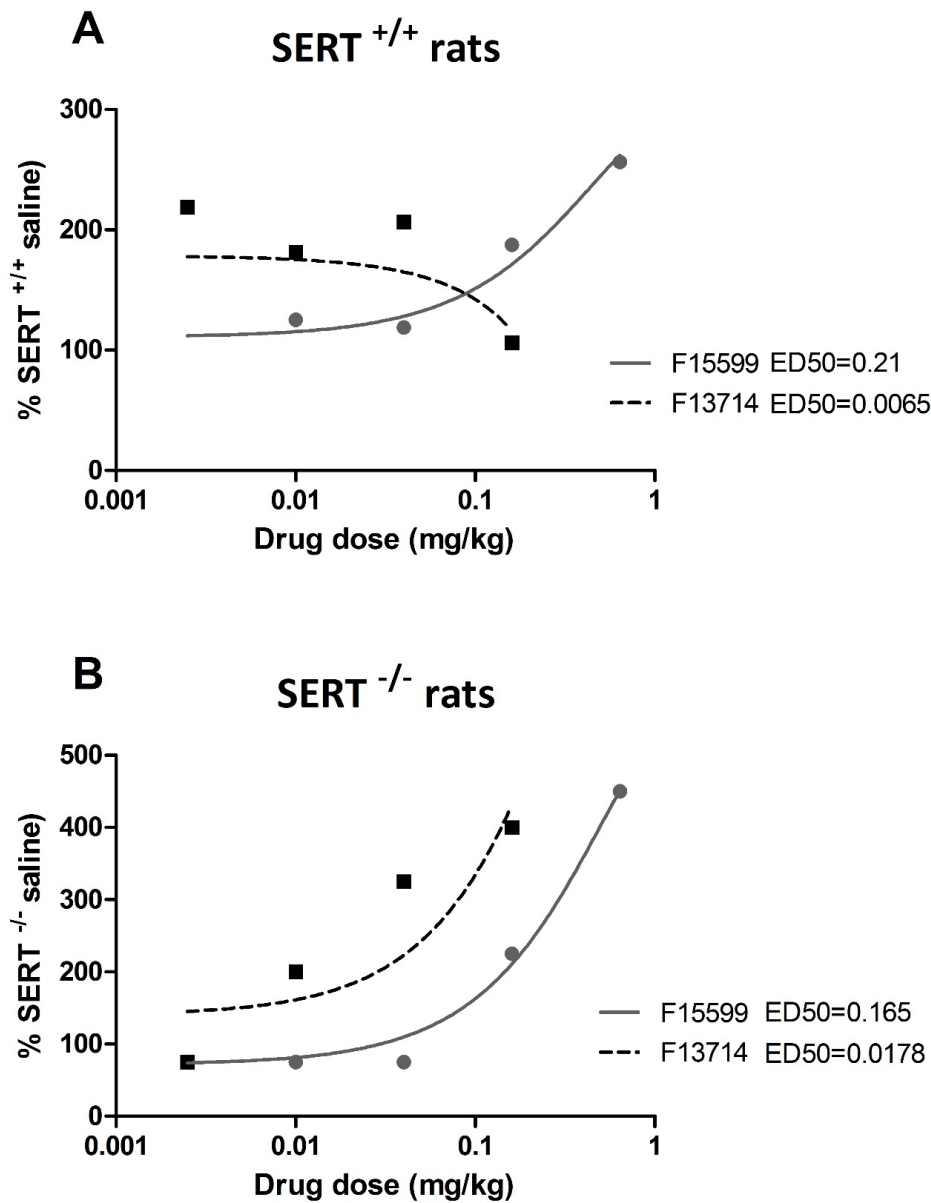 A
SERT +/+ rats
% SERT +/+ saline)
300
200
100
0
0.001
0.01
0.1
1
Drug dose (mg/kg)
F15599 ED50=0.21
F13714 ED50=0.0065
B
SERT -/- rats
% SERT -/- saline)
500
400
300
200
100
0
0.001
0.01
0.1
1
Drug dose (mg/kg)
F15599 ED50=0.165
F13714 ED50=0.0178